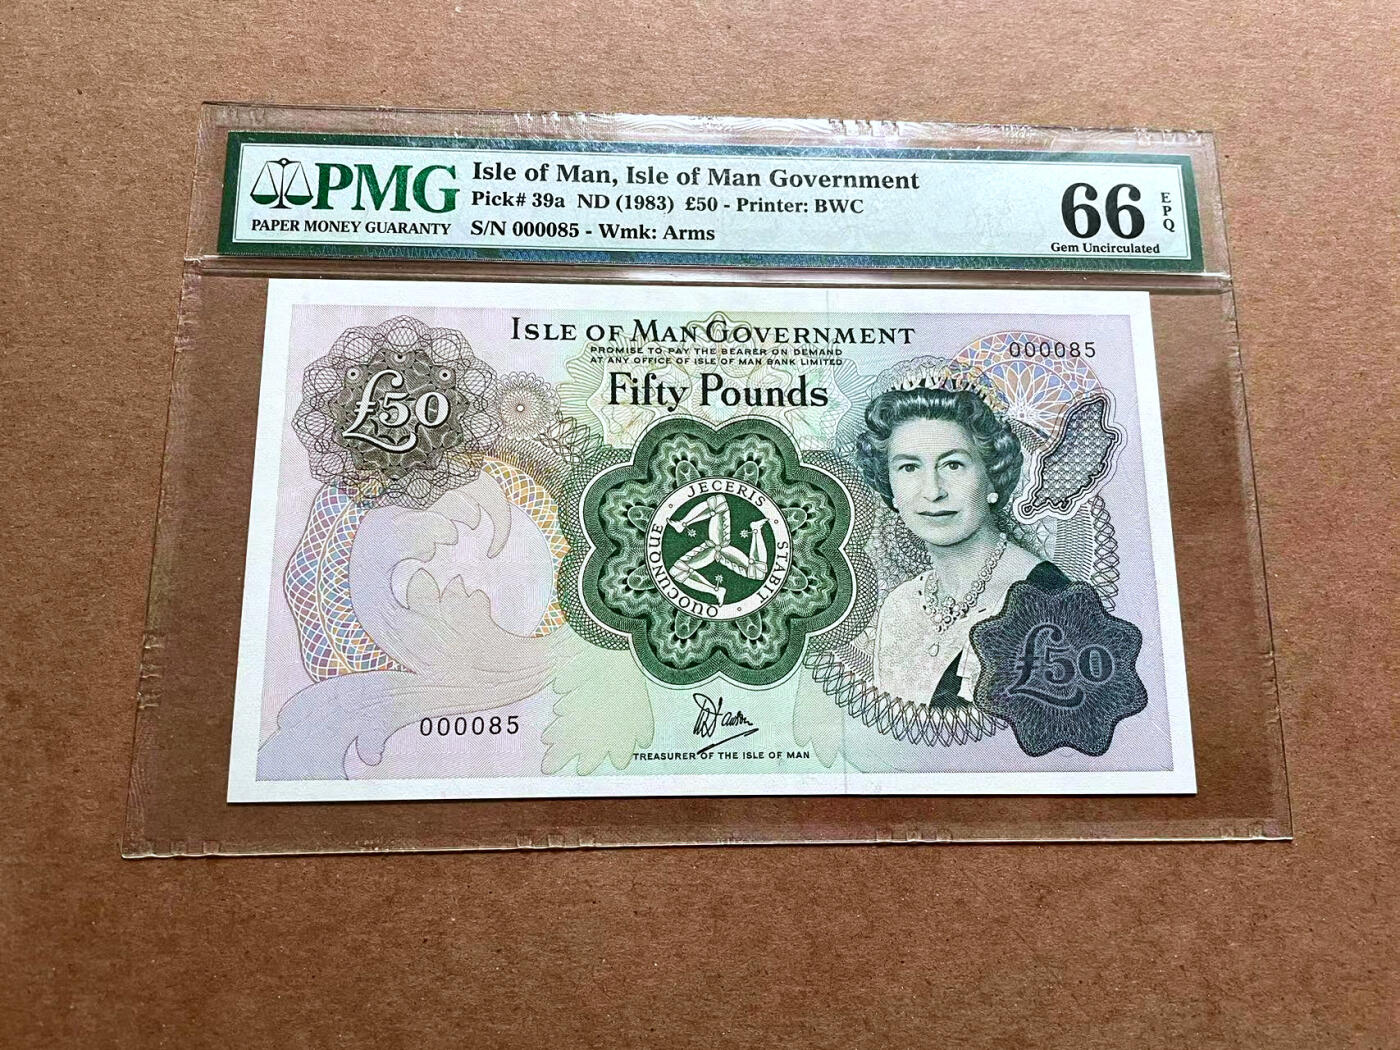 PMG
PAPER MONEY GUARANTY
Isle of Man, Isle of Man Government
Pick# 39a ND (1983) £50 - Printer: BWC
S/N 000085 - Wmk: Arms
66
EPQ
Gem Uncirculated
ISLE OF MAN GOVERNMENT
PROMISE TO PAY THE BEARER ON DEMAND
AT ANY OFFICE OF ISLE OF MAN BANK LIMITED
000085
Fifty Pounds
£50
QUOCUNQUE · JECERIS · STABIT ·
£50
000085
TREASURER OF THE ISLE OF MAN